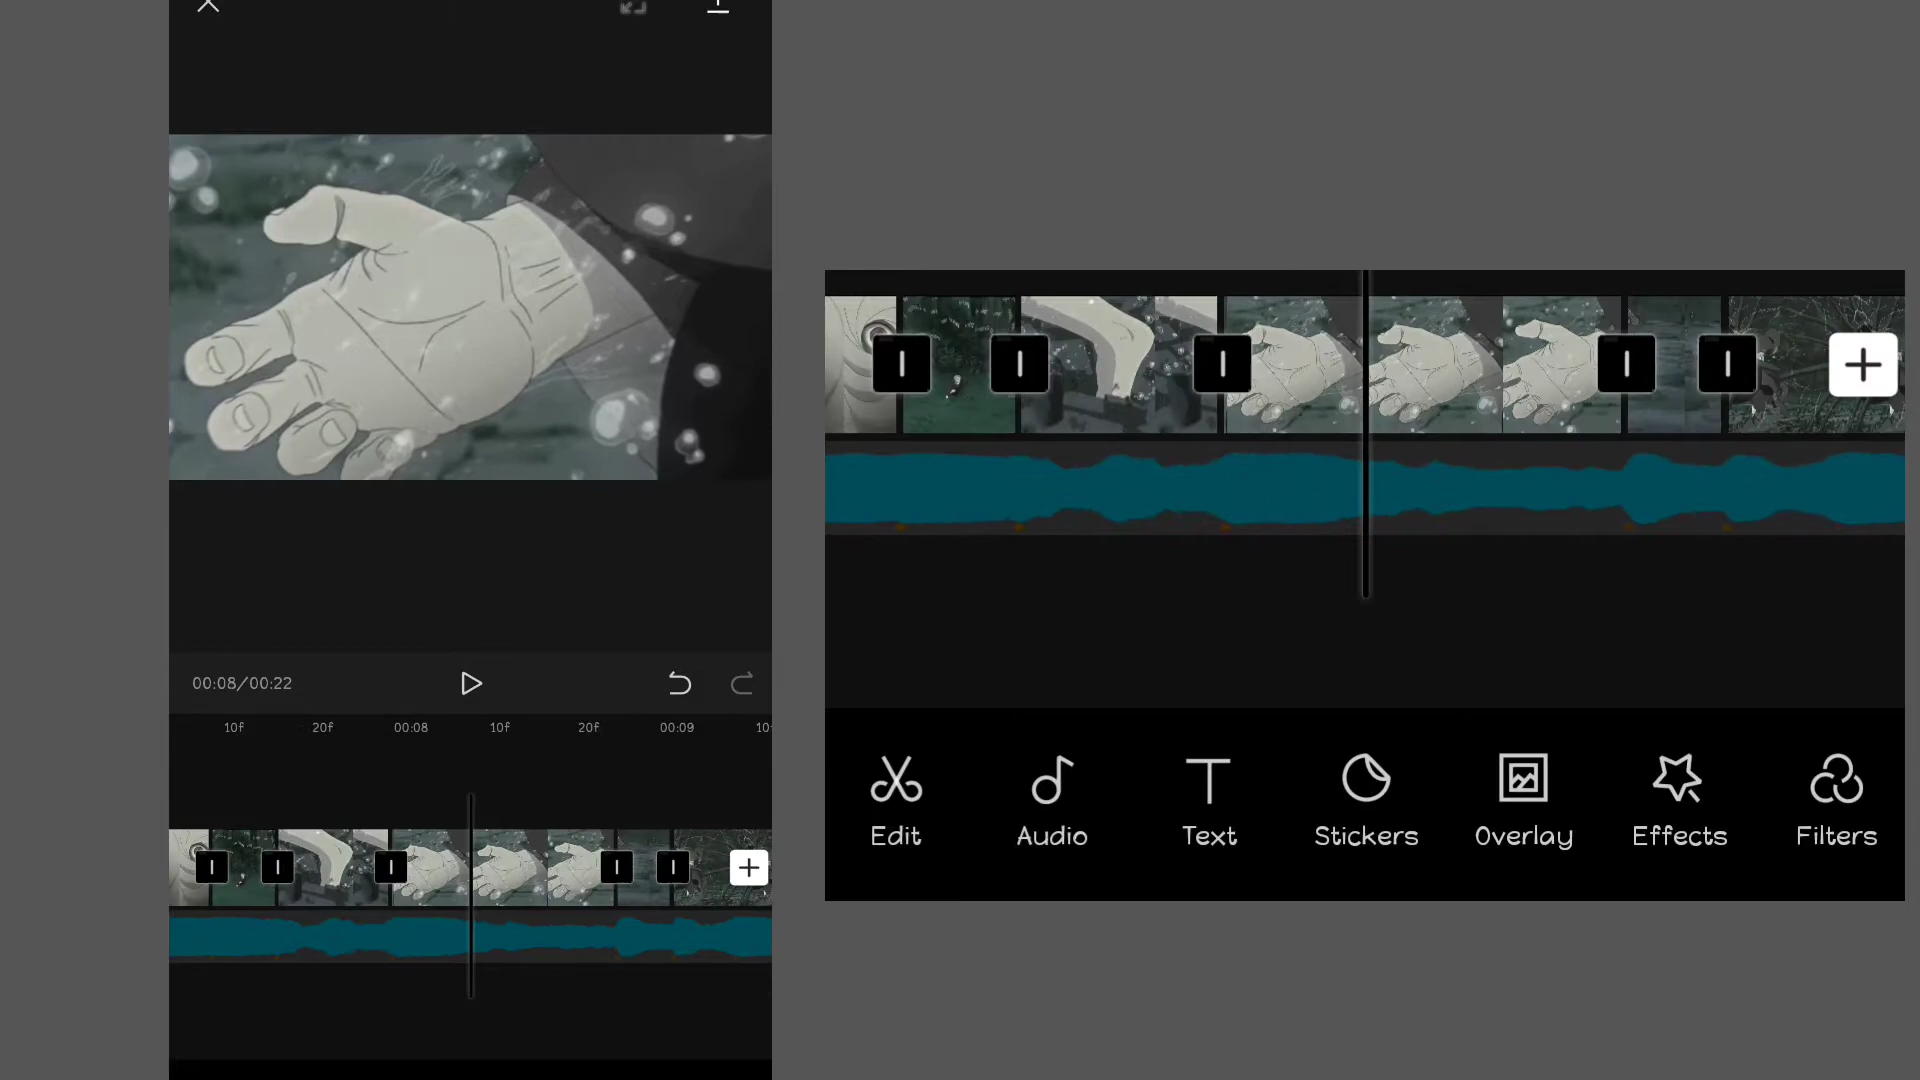 00:08/00:22
10f 20f 00:08 10f 20f 00:09 10
Edit Audio Text Stickers Overlay Effects Filters